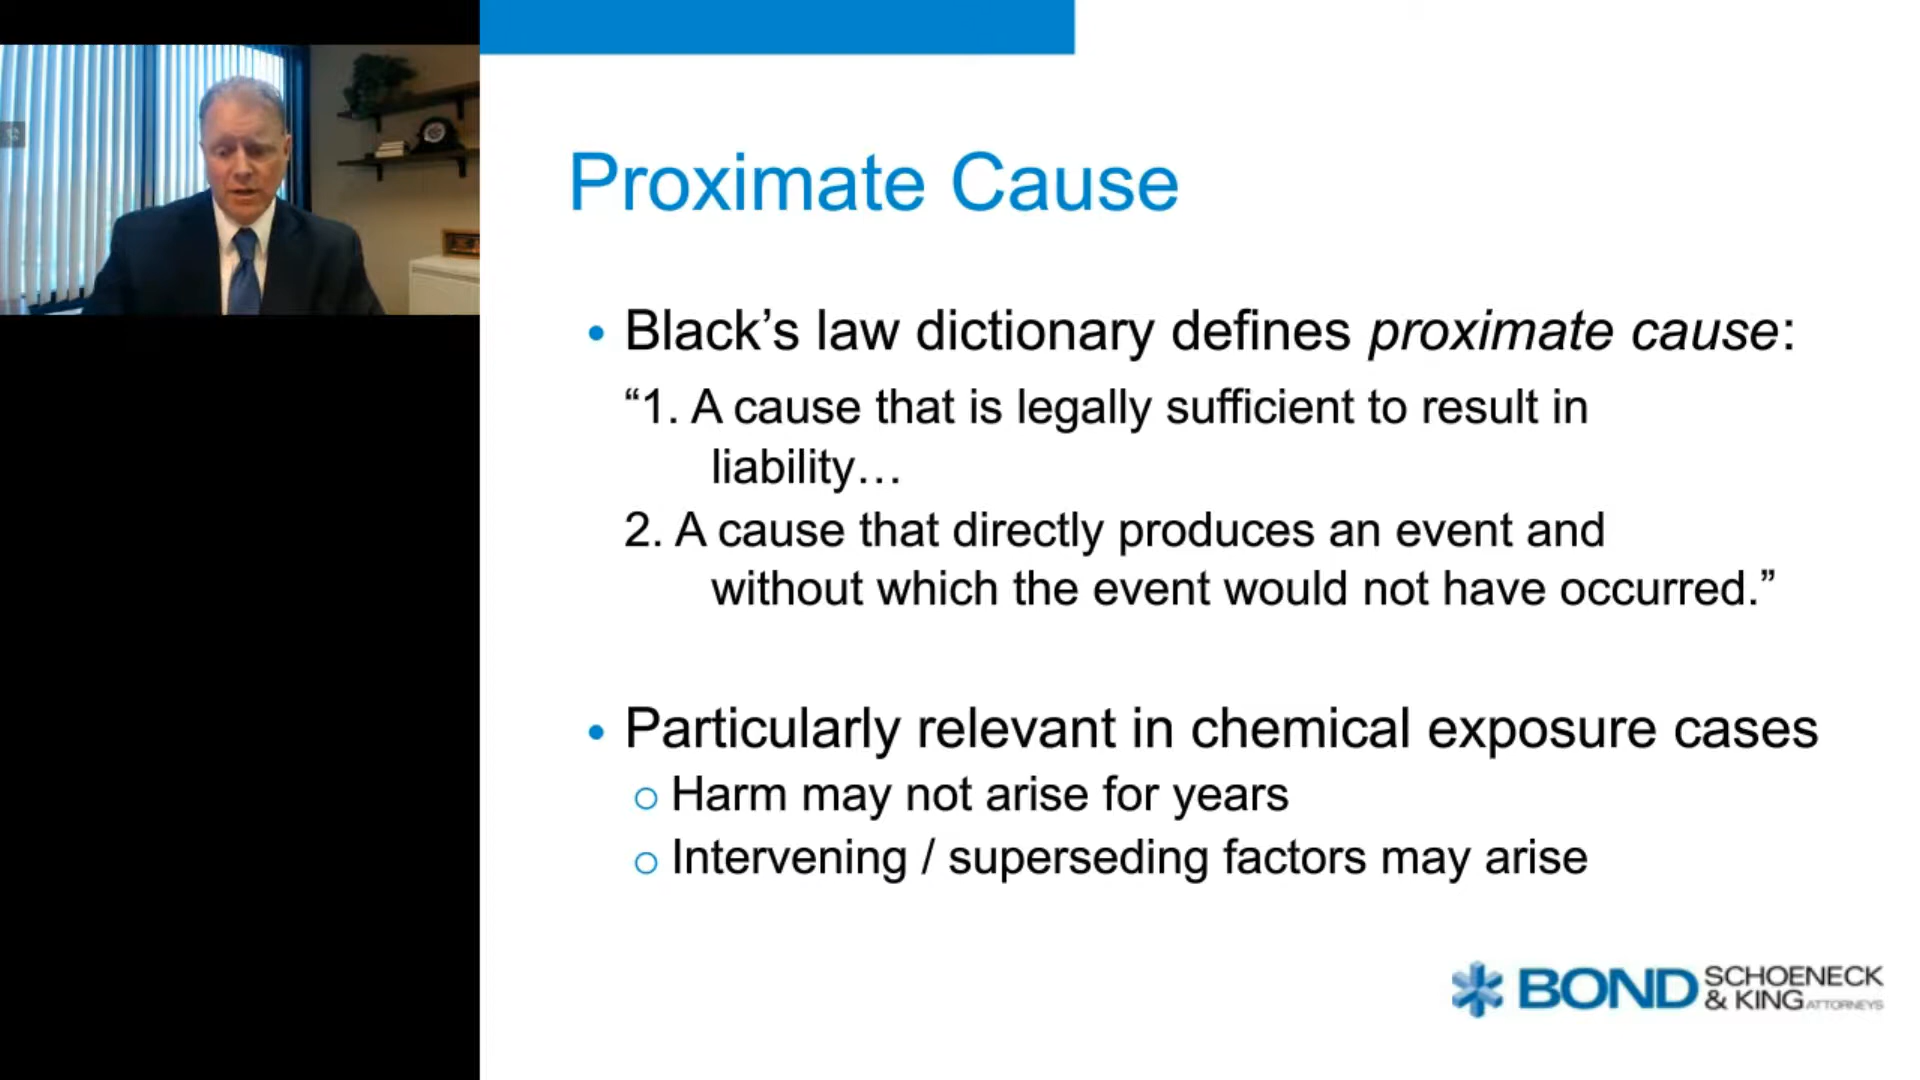 Proximate Cause
• Black’s law dictionary defines proximate cause:
“1. A cause that is legally sufficient to result in
liability…
2. A cause that directly produces an event and
without which the event would not have occurred.”
• Particularly relevant in chemical exposure cases
○ Harm may not arise for years
○ Intervening / superseding factors may arise
BOND SCHOENECK
& KING ATTORNEYS